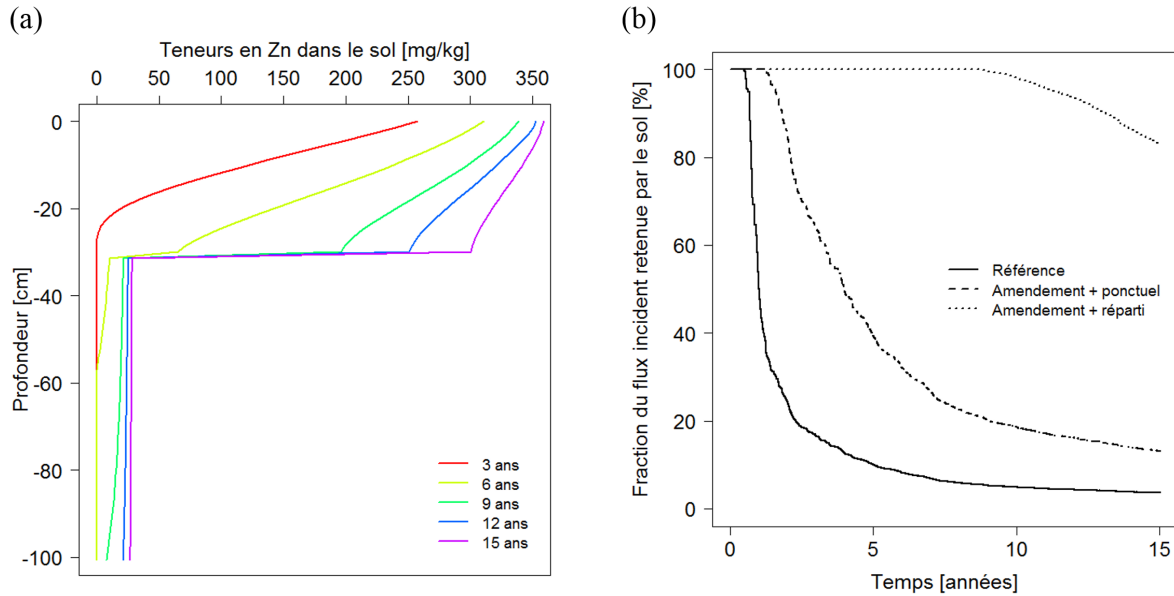 (a)
Teneurs en Zn dans le sol [mg/kg]
0 50 100 150 200 250 300 350
0
-20
-40
-60
-80
-100
Profondeur [cm]
3 ans
6 ans
9 ans
12 ans
15 ans
(b)
Fraction du flux incident retenue par le sol [%]
100
80
60
40
20
0
Référence
Amendement + ponctuel
Amendement + réparti
0 5 10 15
Temps [années]